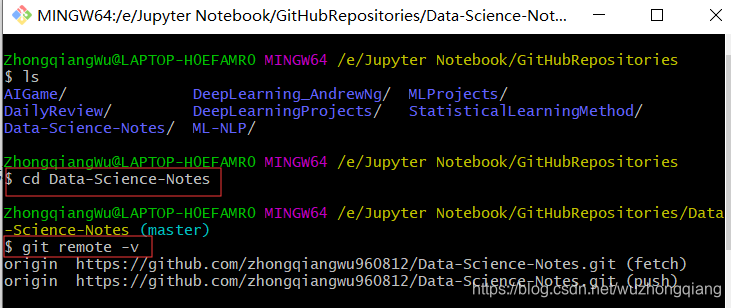 MINGW64:/e/Jupyter Notebook/GitHubRepositories/Data-Science-Not...
ZhongqiangWu@LAPTOP-HOEFAMRO MINGW64 /e/Jupyter Notebook/GitHubRepositories
$ ls
AIGame/ DeepLearning_AndrewNg/ MLProjects/
DailyReview/ DeepLearningProjects/ StatisticalLearningMethod/
Data-Science-Notes/ ML-NLP/
ZhongqiangWu@LAPTOP-HOEFAMRO MINGW64 /e/Jupyter Notebook/GitHubRepositories
$ cd Data-Science-Notes
ZhongqiangWu@LAPTOP-HOEFAMRO MINGW64 /e/Jupyter Notebook/GitHubRepositories/Data
-Science-Notes (master)
$ git remote -v
origin https://github.com/zhongqiangwu960812/Data-Science-Notes.git (fetch)
origin https://github.com/zhongqiangwu960812/Data-Science-Notes.git (push)
https://blog.csdn.net/wuzhongqiang